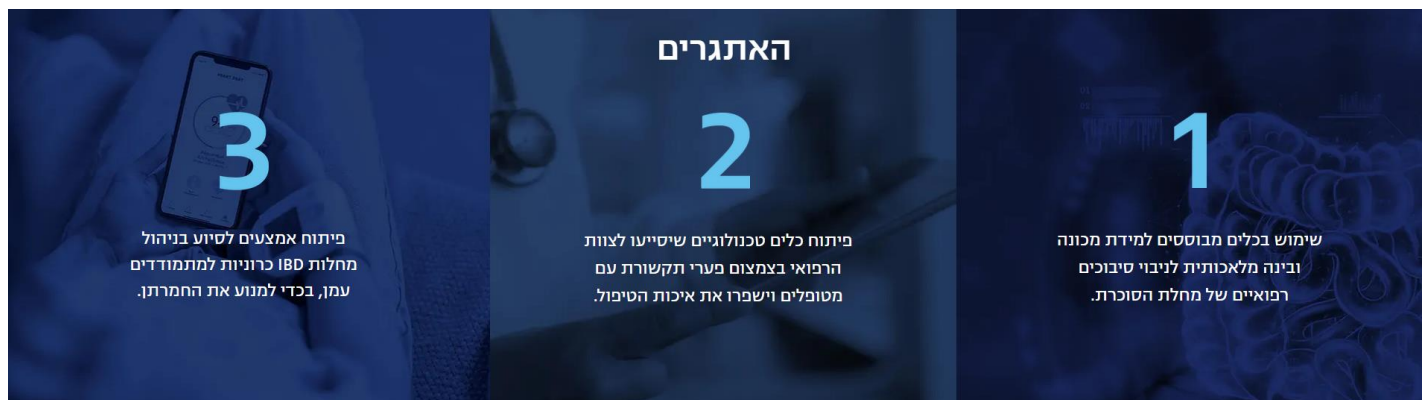 האתגרים
1
שימוש בכלים מבוססים למידת מכונה
ובינה מלאכותית לניבוי סיבוכים
רפואיים של מחלת הסוכרת.
2
פיתוח כלים טכנולוגיים שיסייעו לצוות
הרפואי בצמצום פערי תקשורת עם
מטופלים וישפרו את איכות הטיפול.
3
פיתוח אמצעים לסיוע בניהול
מחלות IBD כרוניות למתמודדים
עמן, בכדי למנוע את החמרתן.